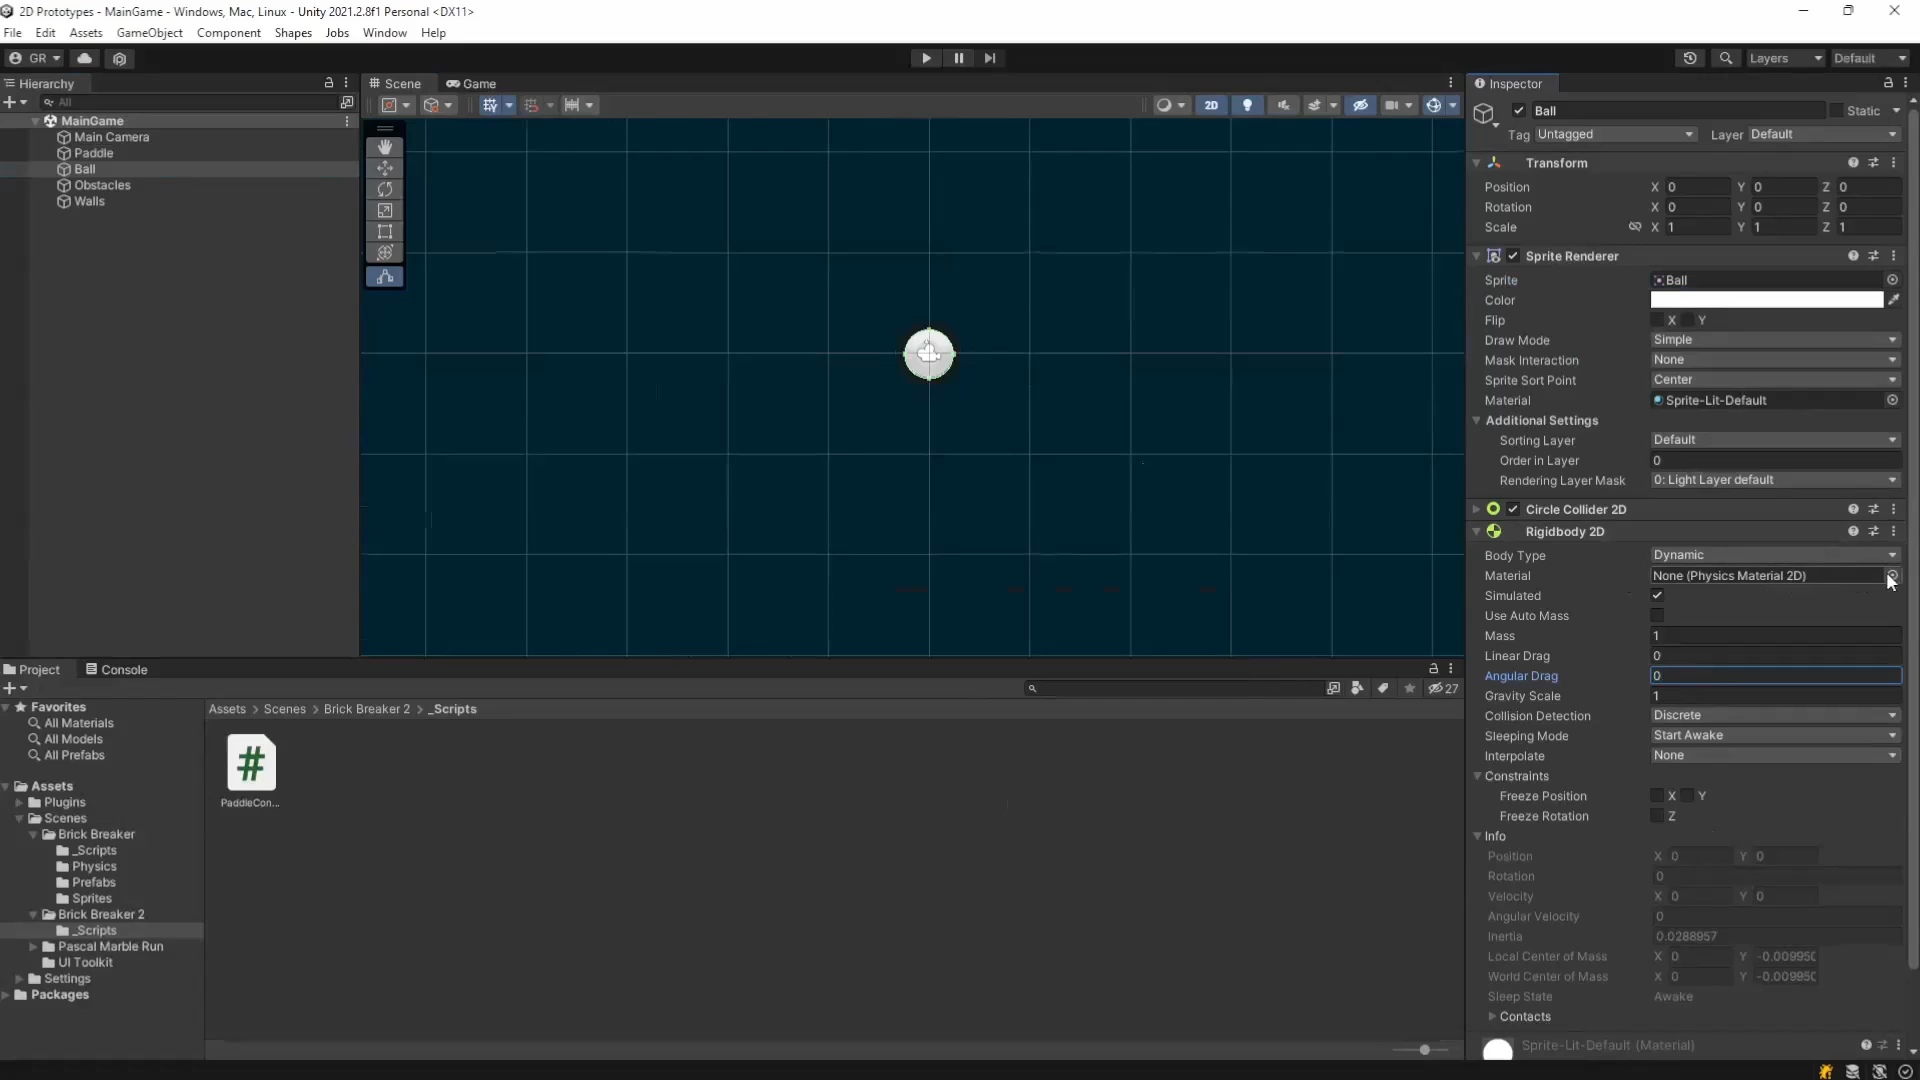 2D Prototypes - MainGame - Windows, Mac, Linux - Unity 2021.2.8f1 Personal <DX11>
File Edit Assets GameObject Component Shapes Jobs Window Help
GR Layers Default
Hierarchy
All
MainGame
Main Camera
Paddle
Ball
Obstacles
Walls
Scene Game
2D
Inspector
Ball Static
Tag Untagged Layer Default
Transform
Position X 0 Y 0 Z 0
Rotation X 0 Y 0 Z 0
Scale X 1 Y 1 Z 1
Sprite Renderer
Sprite Ball
Color
Flip X Y
Draw Mode Simple
Mask Interaction None
Sprite Sort Point Center
Material Sprite-Lit-Default
Additional Settings
Sorting Layer Default
Order in Layer 0
Rendering Layer Mask 0: Light Layer default
Circle Collider 2D
Rigidbody 2D
Body Type Dynamic
Material None (Physics Material 2D)
Simulated
Use Auto Mass
Mass 1
Linear Drag 0
Angular Drag 0
Gravity Scale 1
Collision Detection Discrete
Sleeping Mode Start Awake
Interpolate None
Constraints
Freeze Position X Y
Freeze Rotation Z
Info
Position X 0 Y 0
Rotation 0
Velocity X 0 Y 0
Angular Velocity 0
Inertia 0.0288957
Local Center of Mass X 0 Y -0.00995(
World Center of Mass X 0 Y -0.00995(
Sleep State Awake
Contacts
Sprite-Lit-Default (Material)
Project Console
27
Favorites
All Materials
All Models
All Prefabs
Assets
Plugins
Scenes
Brick Breaker
_Scripts
Physics
Prefabs
Sprites
Brick Breaker 2
_Scripts
Pascal Marble Run
UI Toolkit
Settings
Packages
Assets > Scenes > Brick Breaker 2 > _Scripts
#
PaddleCon...